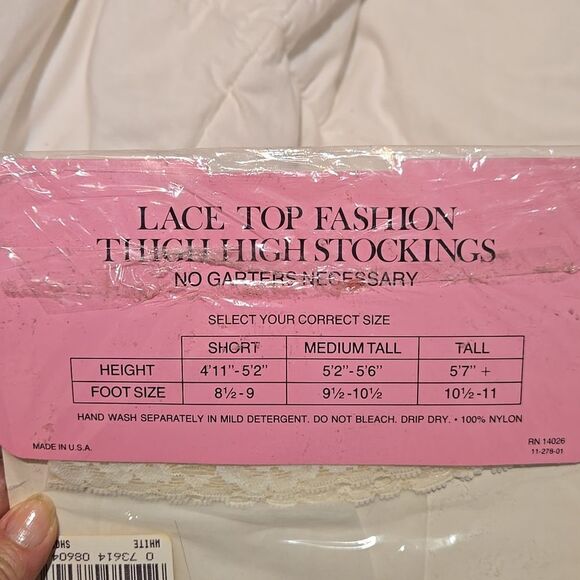 LACE TOP FASHION
THIGH HIGH STOCKINGS
NO GARTERS NECESSARY
SELECT YOUR CORRECT SIZE
SHORT MEDIUM TALL TALL
HEIGHT 4'11"-5'2" 5'2"-5'6" 5'7" +
FOOT SIZE 8½-9 9½-10½ 10½-11
HAND WASH SEPARATELY IN MILD DETERGENT. DO NOT BLEACH. DRIP DRY. • 100% NYLON
MADE IN U.S.A.
RN 14026
11-278-01
0 73614 08604
WHITE